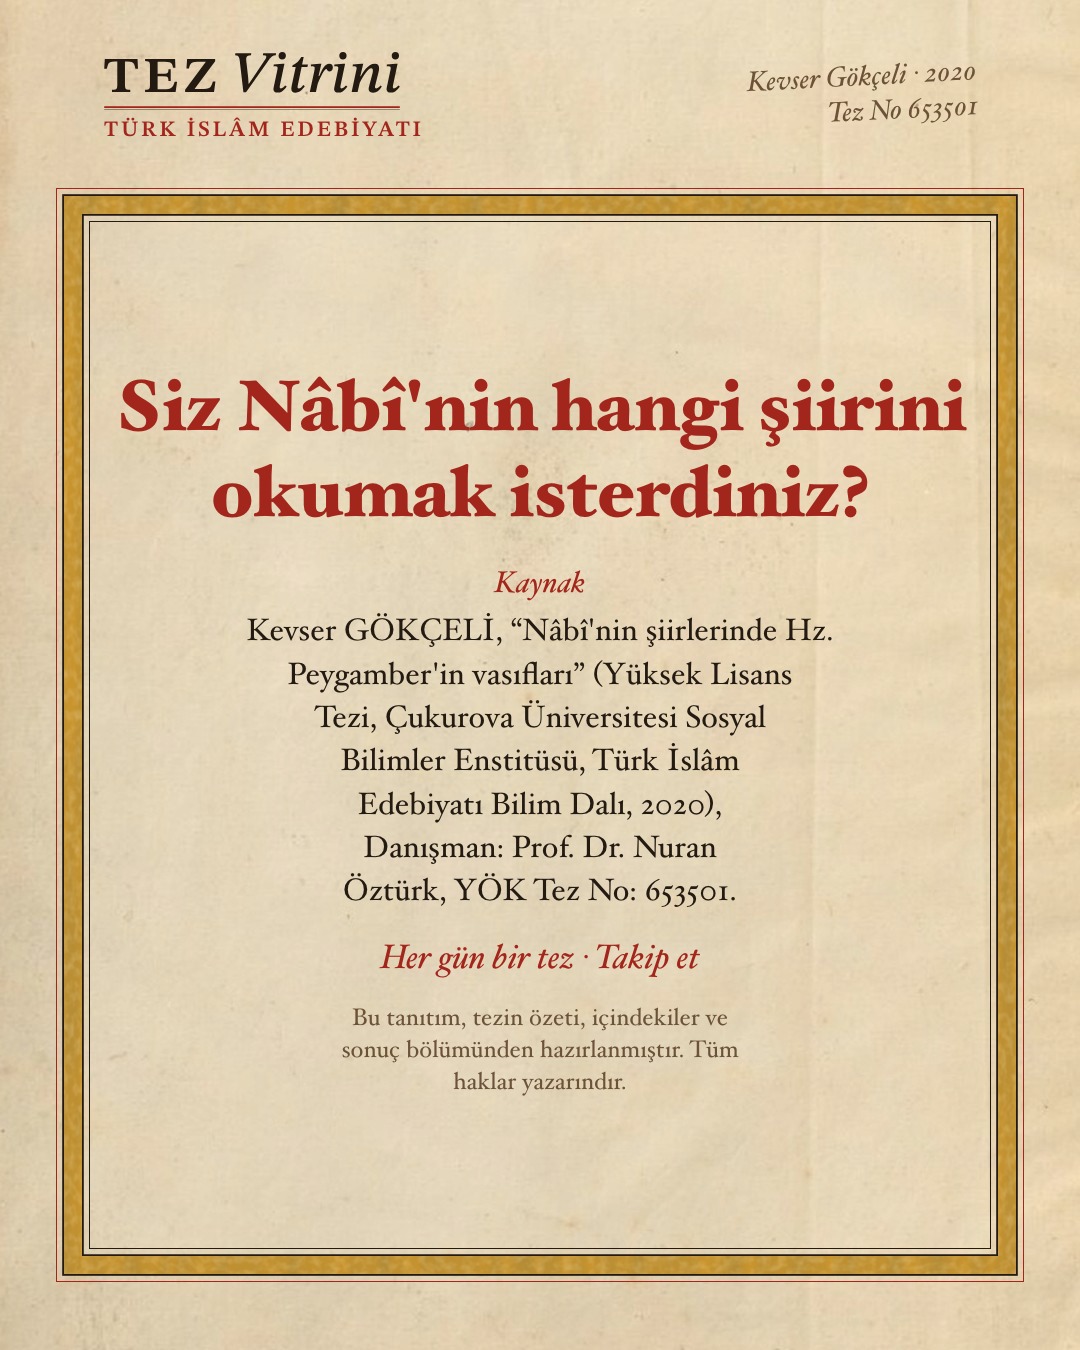 TEZ Vitrini
TÜRK İSLÂM EDEBİYATI
Kevser Gökçeli · 2020
Tez No 653501
Siz Nâbî'nin hangi şiirini
okumak isterdiniz?
Kaynak
Kevser GÖKÇELİ, “Nâbî'nin şiirlerinde Hz.
Peygamber'in vasıfları” (Yüksek Lisans
Tezi, Çukurova Üniversitesi Sosyal
Bilimler Enstitüsü, Türk İslâm
Edebiyatı Bilim Dalı, 2020),
Danışman: Prof. Dr. Nuran
Öztürk, YÖK Tez No: 653501.
Her gün bir tez · Takip et
Bu tanıtım, tezin özeti, içindekiler ve
sonuç bölümünden hazırlanmıştır. Tüm
haklar yazarındır.